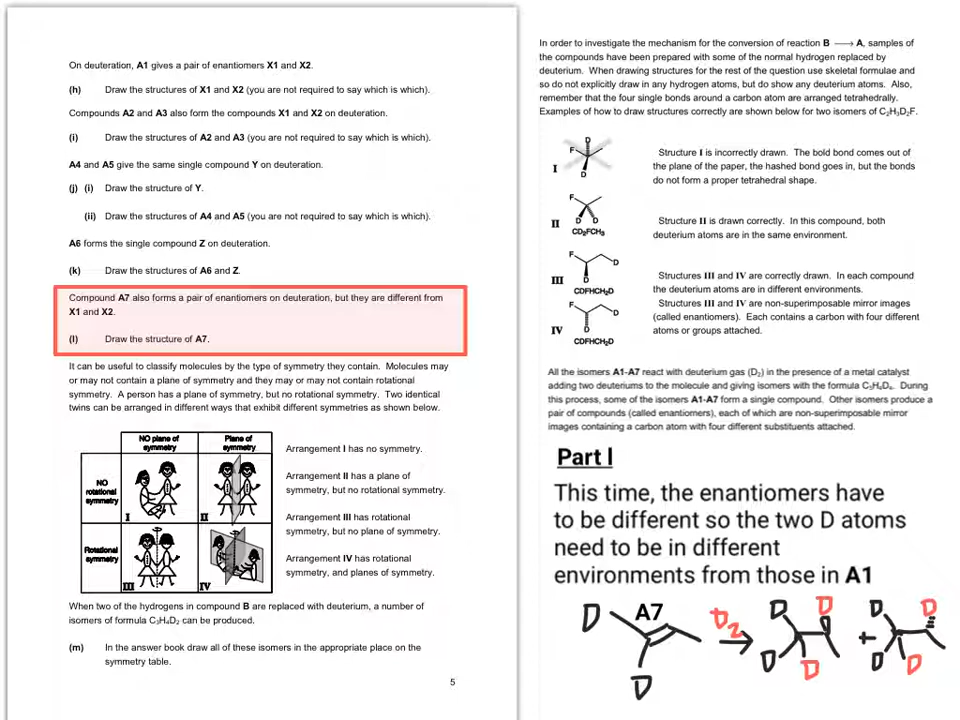 On deuteration, A1 gives a pair of enantiomers X1 and X2.
(h) Draw the structures of X1 and X2 (you are not required to say which is which).
Compounds A2 and A3 also form the compounds X1 and X2 on deuteration.
(i) Draw the structures of A2 and A3 (you are not required to say which is which).
A4 and A5 give the same single compound Y on deuteration.
(j) (i) Draw the structure of Y.
(ii) Draw the structures of A4 and A5 (you are not required to say which is which).
A6 forms the single compound Z on deuteration.
(k) Draw the structures of A6 and Z.
Compound A7 also forms a pair of enantiomers on deuteration, but they are different from
X1 and X2.
(l) Draw the structure of A7.
It can be useful to classify molecules by the type of symmetry they contain. Molecules may
or may not contain a plane of symmetry and they may or may not contain rotational
symmetry. A person has a plane of symmetry, but no rotational symmetry. Two identical
twins can be arranged in different ways that exhibit different symmetries as shown below.
NO plane of symmetry
Plane of symmetry
NO rotational symmetry
I
II
Rotational symmetry
III
IV
Arrangement I has no symmetry.
Arrangement II has a plane of
symmetry, but no rotational symmetry.
Arrangement III has rotational
symmetry, but no plane of symmetry.
Arrangement IV has rotational
symmetry, and planes of symmetry.
When two of the hydrogens in compound B are replaced with deuterium, a number of
isomers of formula C3H4D2 can be produced.
(m) In the answer book draw all of these isomers in the appropriate place on the
symmetry table.
5
In order to investigate the mechanism for the conversion of reaction B ⟶ A, samples of
the compounds have been prepared with some of the normal hydrogen replaced by
deuterium. When drawing structures for the rest of the question use skeletal formulae and
so do not explicitly draw in any hydrogen atoms, but do show any deuterium atoms. Also,
remember that the four single bonds around a carbon atom are arranged tetrahedrally.
Examples of how to draw structures correctly are shown below for two isomers of C2H3D2F.
F D
I D
Structure I is incorrectly drawn. The bold bond comes out of
the plane of the paper, the hashed bond goes in, but the bonds
do not form a proper tetrahedral shape.
F
II D D
CD2FCH3
Structure II is drawn correctly. In this compound, both
deuterium atoms are in the same environment.
F D
III D
CDFHCH2D
Structures III and IV are correctly drawn. In each compound
the deuterium atoms are in different environments.
Structures III and IV are non-superimposable mirror images
(called enantiomers). Each contains a carbon with four different
atoms or groups attached.
F D
IV D
CDFHCH2D
All the isomers A1-A7 react with deuterium gas (D2) in the presence of a metal catalyst
adding two deuteriums to the molecule and giving isomers with the formula C3H4D4. During
this process, some of the isomers A1-A7 form a single compound. Other isomers produce a
pair of compounds (called enantiomers), each of which are non-superimposable mirror
images containing a carbon atom with four different substituents attached.
Part l
This time, the enantiomers have
to be different so the two D atoms
need to be in different
environments from those in A1
D A7 D2 → D D + D D
D D D D D